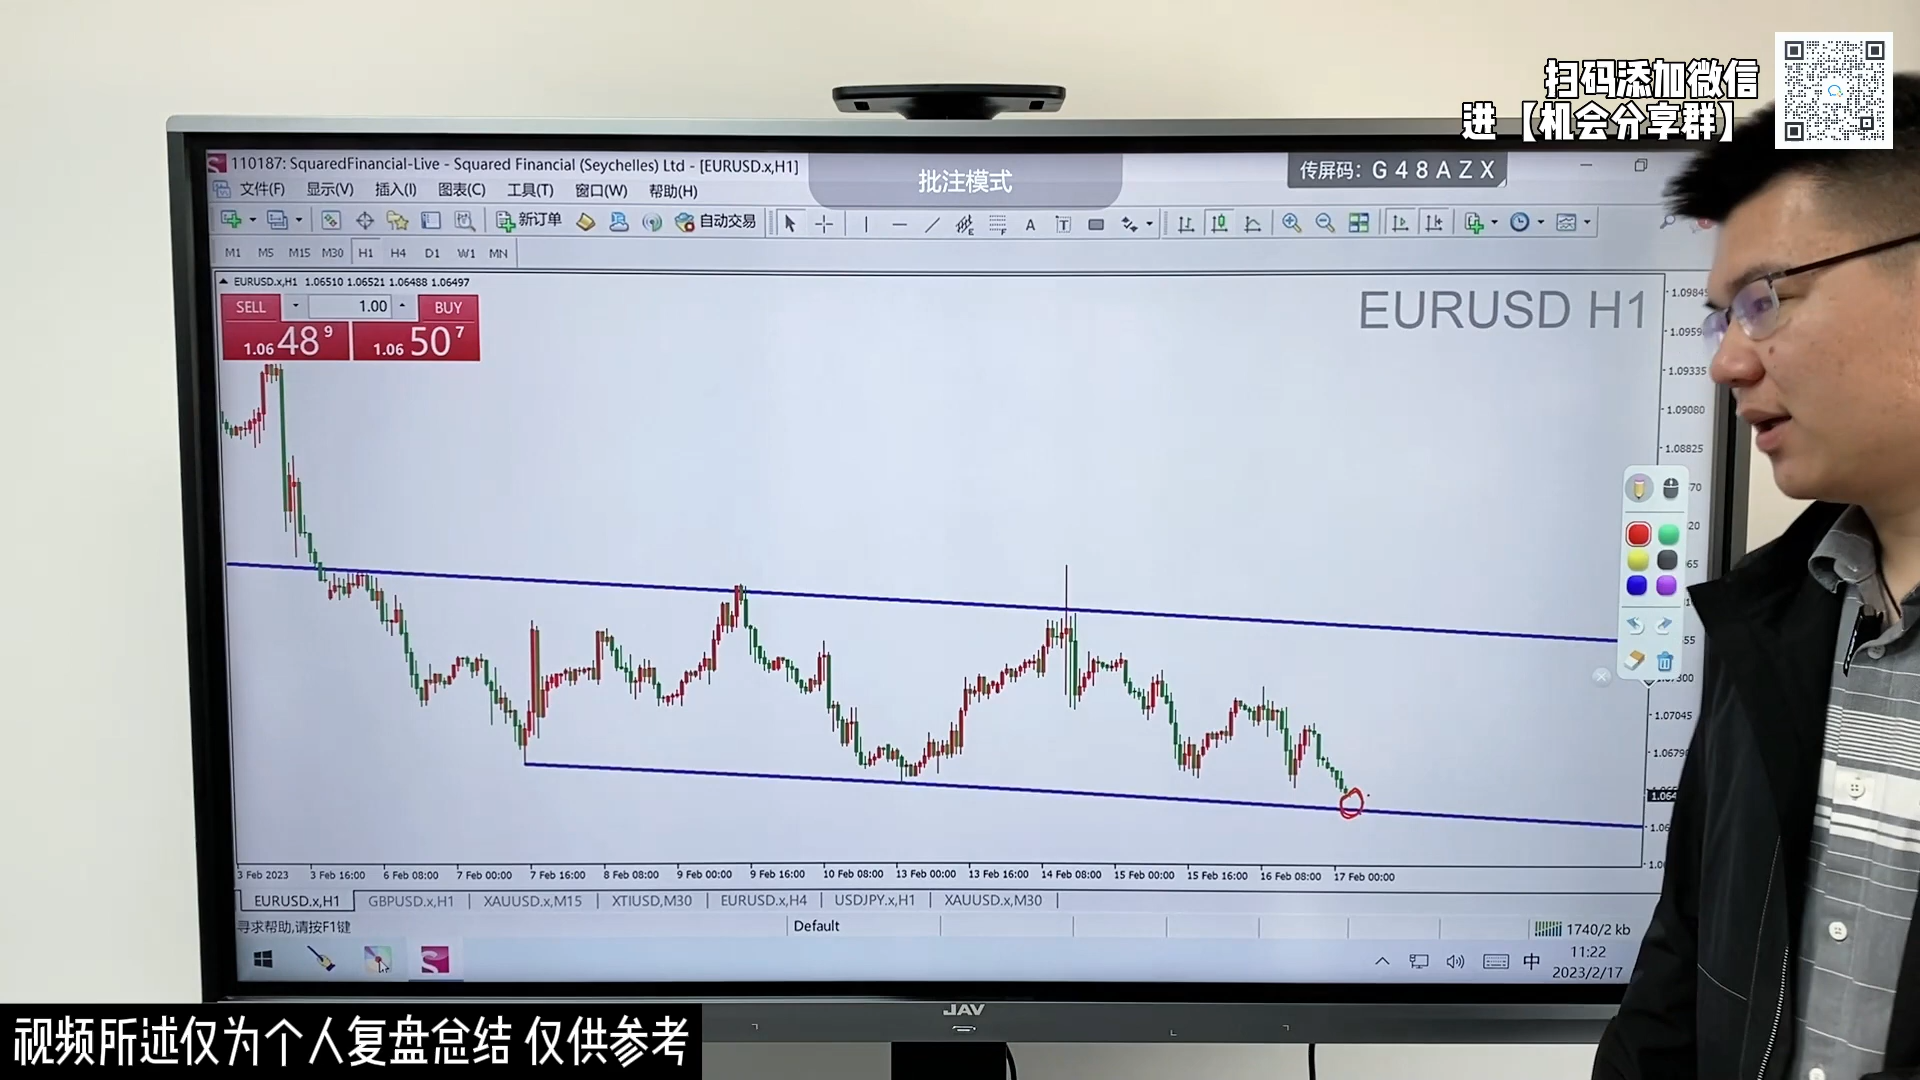 扫码添加微信
进【机会分享群】
110187: SquaredFinancial-Live - Squared Financial (Seychelles) Ltd - [EURUSD.x,H1]
批注模式
传屏码: G48AZX
文件(F) 显示(V) 插入(I) 图表(C) 工具(T) 窗口(W) 帮助(H)
新订单 自动交易
M1 M5 M15 M30 H1 H4 D1 W1 MN
EURUSD.x,H1 1.06510 1.06521 1.06488 1.06497
SELL 1.00 BUY
1.06 48 9 1.06 50 7
EURUSD H1
1.09335
1.09080
1.08825
1.07045
3 Feb 2023 3 Feb 16:00 6 Feb 08:00 7 Feb 00:00 7 Feb 16:00 8 Feb 08:00 9 Feb 00:00 9 Feb 16:00 10 Feb 08:00 13 Feb 00:00 13 Feb 16:00 14 Feb 08:00 15 Feb 00:00 15 Feb 16:00 16 Feb 08:00 17 Feb 00:00
EURUSD.x,H1 GBPUSD.x,H1 XAUUSD.x,M15 XTIUSD,M30 EURUSD.x,H4 USDJPY.x,H1 XAUUSD.x,M30
寻求帮助,请按F1键 Default 1740/2 kb
中 11:22
2023/2/17
JAV
视频所述仅为个人复盘总结 仅供参考